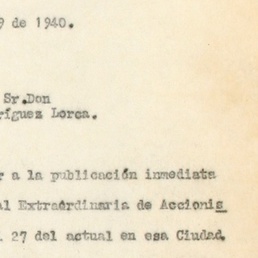 9 de 1940.
Sr.Don
ríguez Lorca.
r a la publicación inmediata
al Extraórdinaria de Accionis
27 del actual en esa Ciudad.